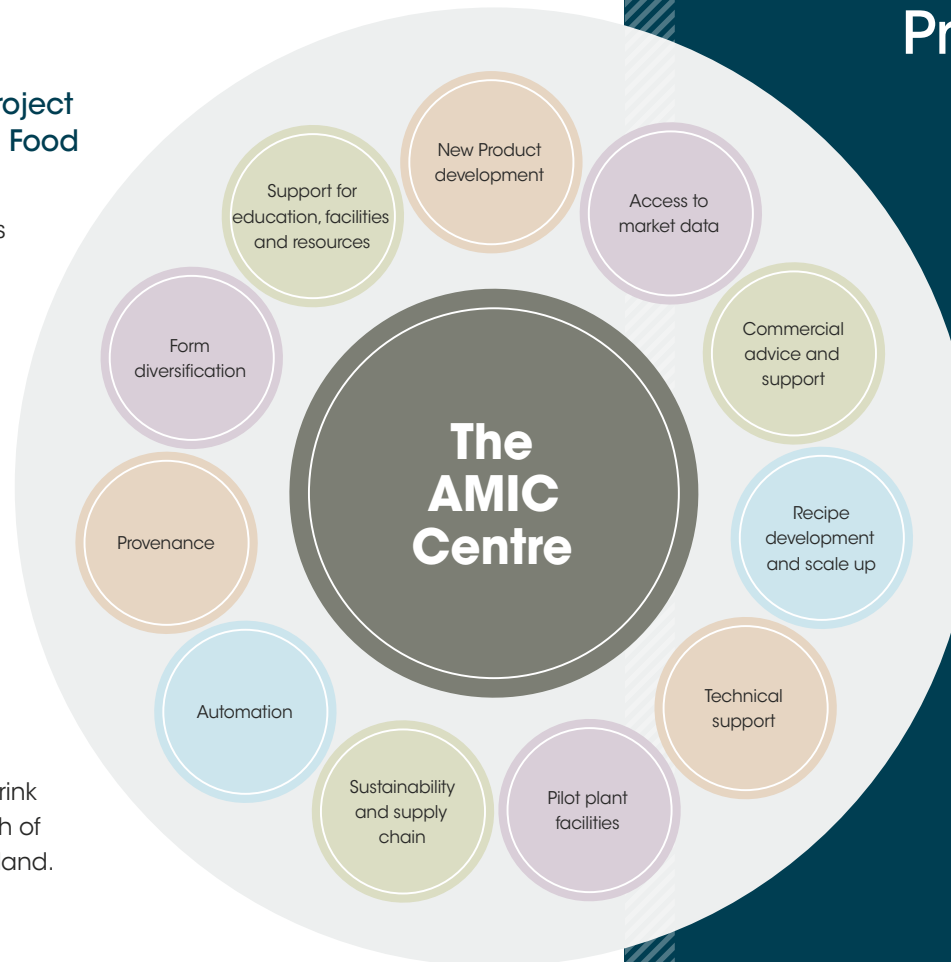 Pr
roject
Food
s
New Product
development
Access to
market data
Commercial
advice and
support
Recipe
development
and scale up
Technical
support
Pilot plant
facilities
Sustainability
and supply
chain
Automation
Provenance
Form
diversification
Support for
education, facilities
and resources
The
AMIC
Centre
rink
h of
land.